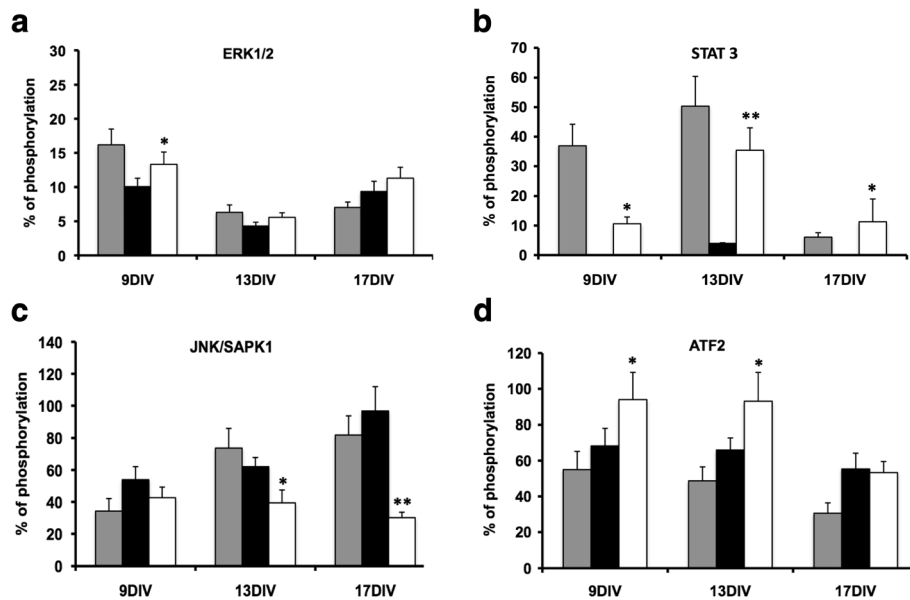 a
ERK1/2
% of phosphorylation
30
25
20
15
10
5
0
*
9DIV 13DIV 17DIV
b
STAT 3
% of phosphorylation
70
60
50
40
30
20
10
0
* ** *
9DIV 13DIV 17DIV
c
JNK/SAPK1
% of phosphorylation
140
120
100
80
60
40
20
0
* **
9DIV 13DIV 17DIV
d
ATF2
% of phosphorylation
120
100
80
60
40
20
0
* *
9DIV 13DIV 17DIV